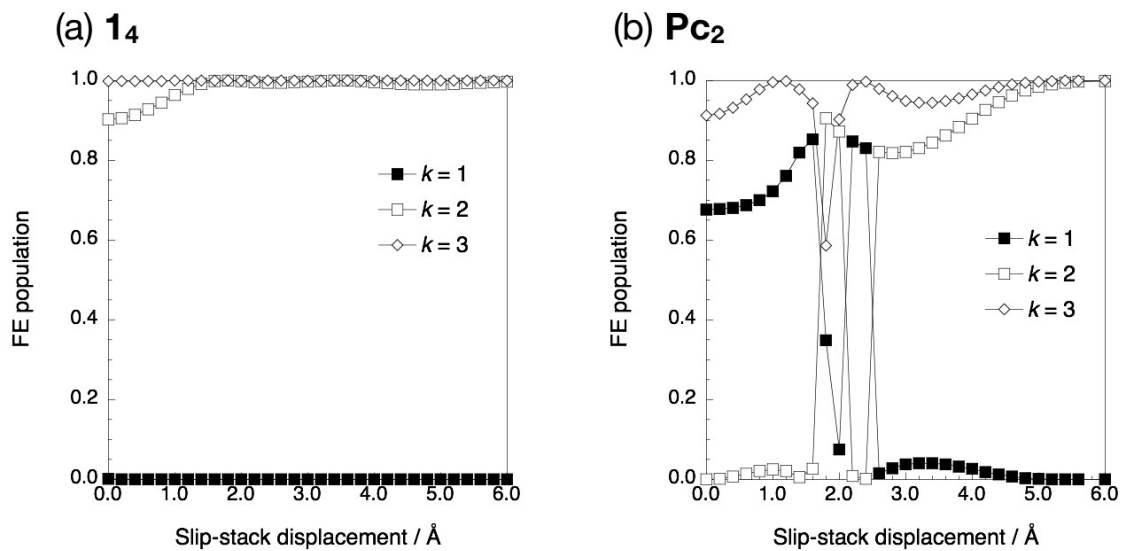 (a) 1₄
1.0
0.8
0.6
0.4
0.2
0.0
FE population
k = 1
k = 2
k = 3
0.0 1.0 2.0 3.0 4.0 5.0 6.0
Slip-stack displacement / Å
(b) Pc₂
1.0
0.8
0.6
0.4
0.2
0.0
FE population
k = 1
k = 2
k = 3
0.0 1.0 2.0 3.0 4.0 5.0 6.0
Slip-stack displacement / Å